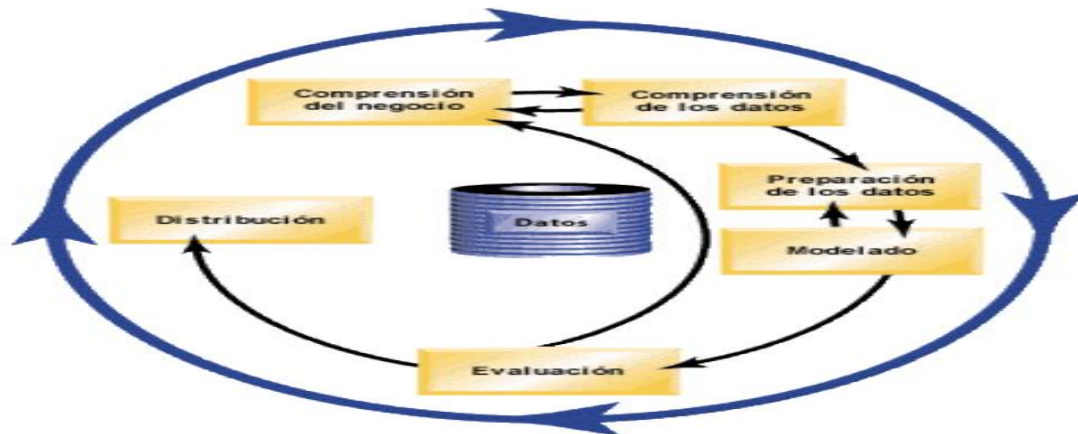 Comprensión
del negocio
Comprensión
de los datos
Preparación
de los datos
Distribución
Datos
Modelado
Evaluación